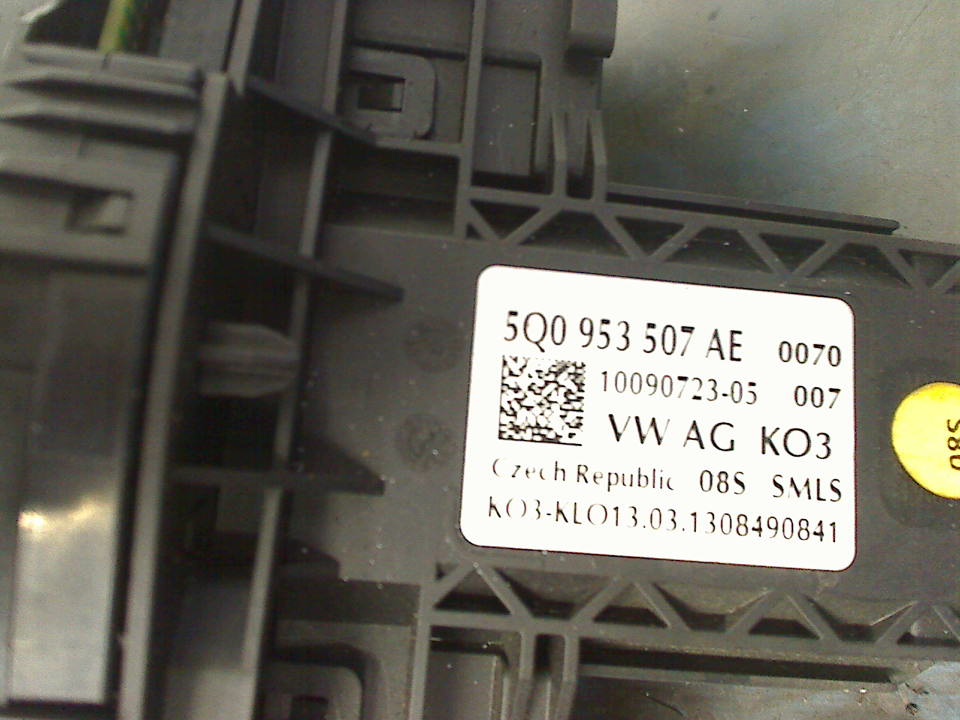 5Q0 953 507 AE 0070
10090723-05 007
VW AG KO3
Czech Republic 08S SMLS
KO3-KLO13.03.1308490841
08S